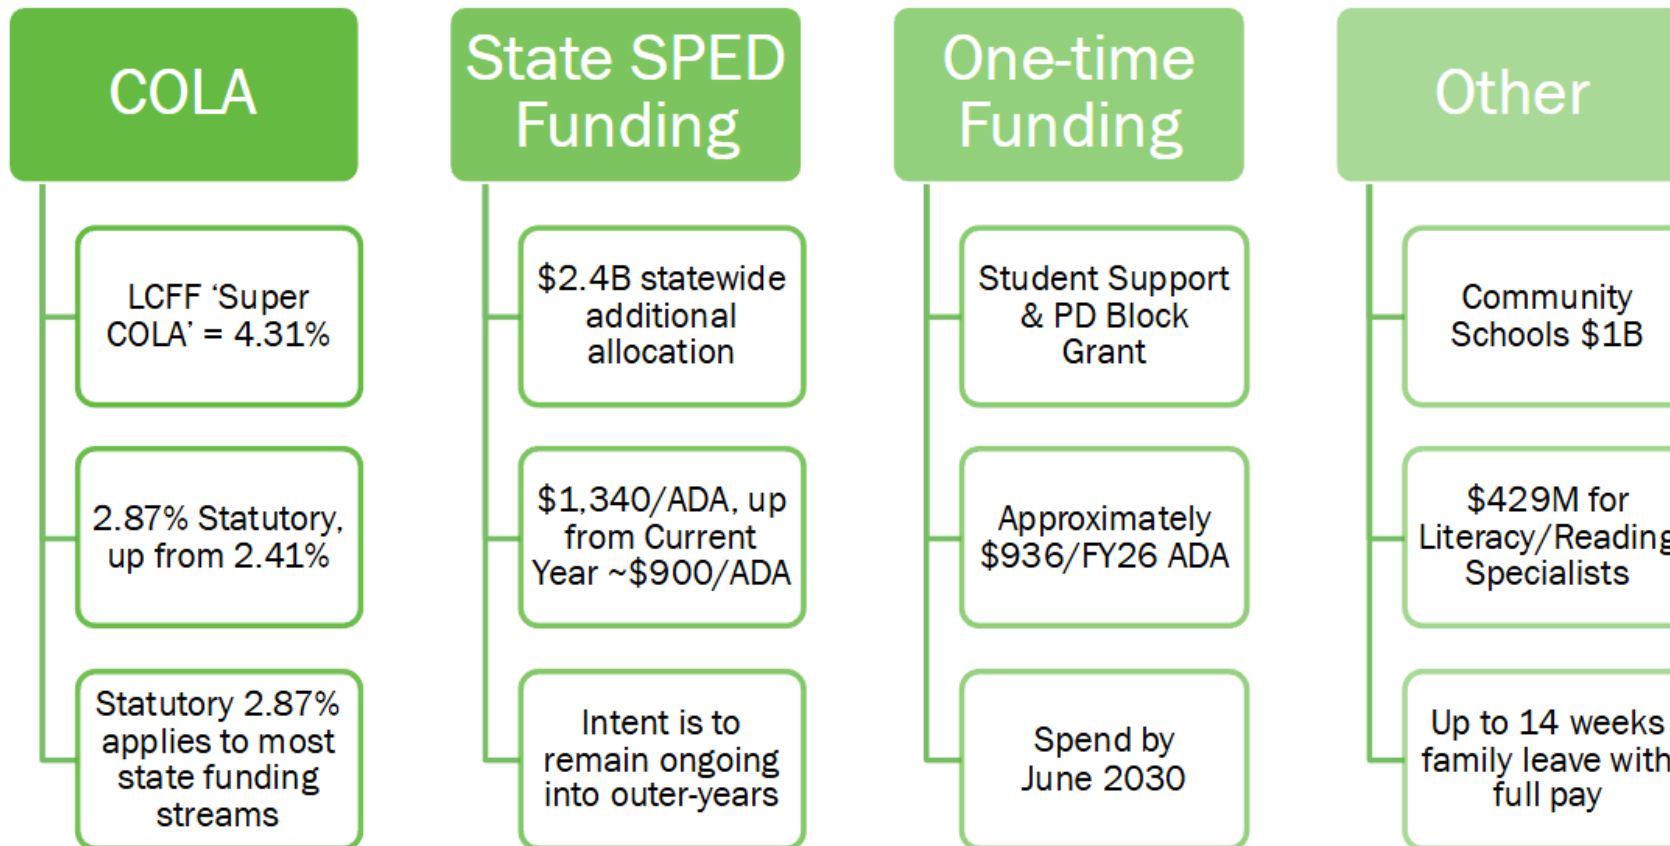 COLA
LCFF ‘Super
COLA’ = 4.31%
2.87% Statutory,
up from 2.41%
Statutory 2.87%
applies to most
state funding
streams
State SPED
Funding
$2.4B statewide
additional
allocation
$1,340/ADA, up
from Current
Year ~$900/ADA
Intent is to
remain ongoing
into outer-years
One-time
Funding
Student Support
& PD Block
Grant
Approximately
$936/FY26 ADA
Spend by
June 2030
Other
Community
Schools $1B
$429M for
Literacy/Reading
Specialists
Up to 14 weeks
family leave with
full pay